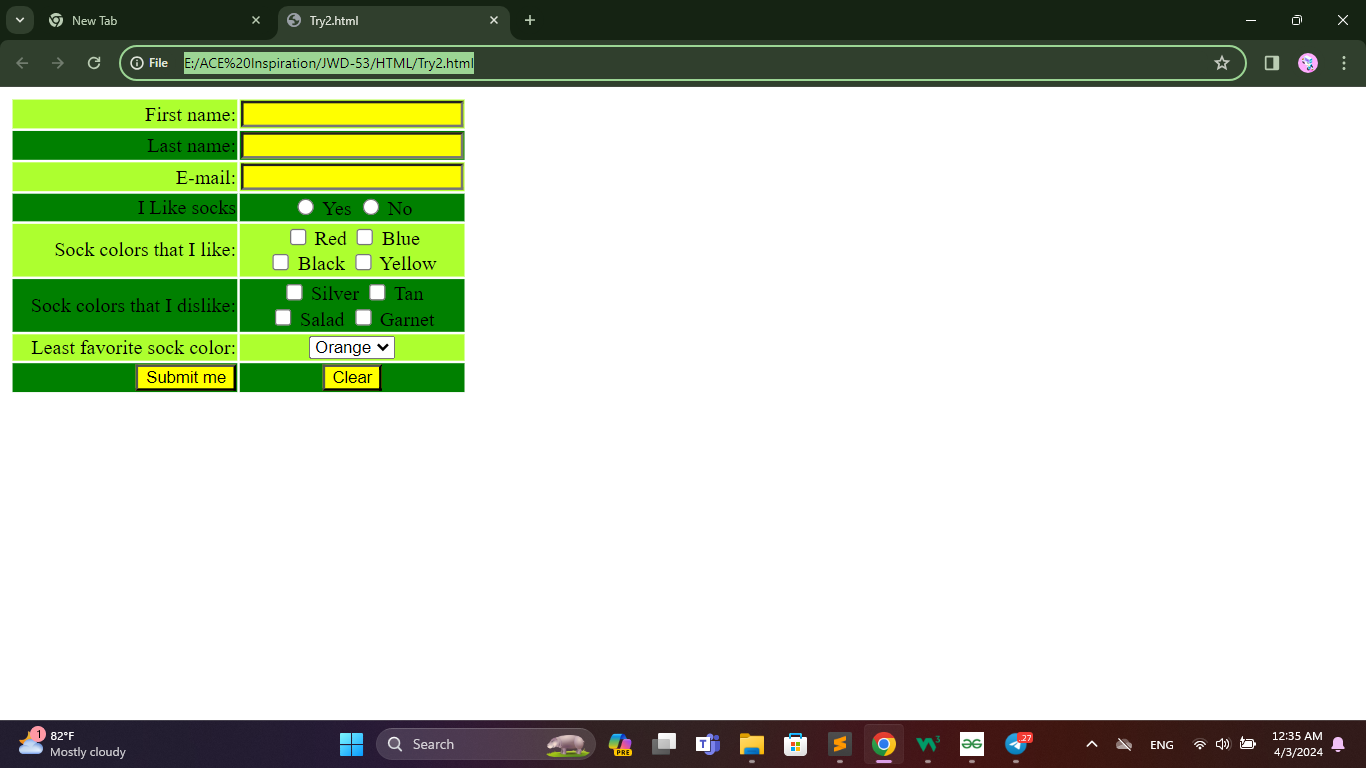 New Tab
Try2.html
File E:/ACE%20Inspiration/JWD-53/HTML/Try2.html
First name:
Last name:
E-mail:
I Like socks Yes No
Sock colors that I like: Red Blue
Black Yellow
Sock colors that I dislike: Silver Tan
Salad Garnet
Least favorite sock color: Orange
Submit me Clear
1 82°F
Mostly cloudy
Search
PRE
27
ENG
12:35 AM
4/3/2024